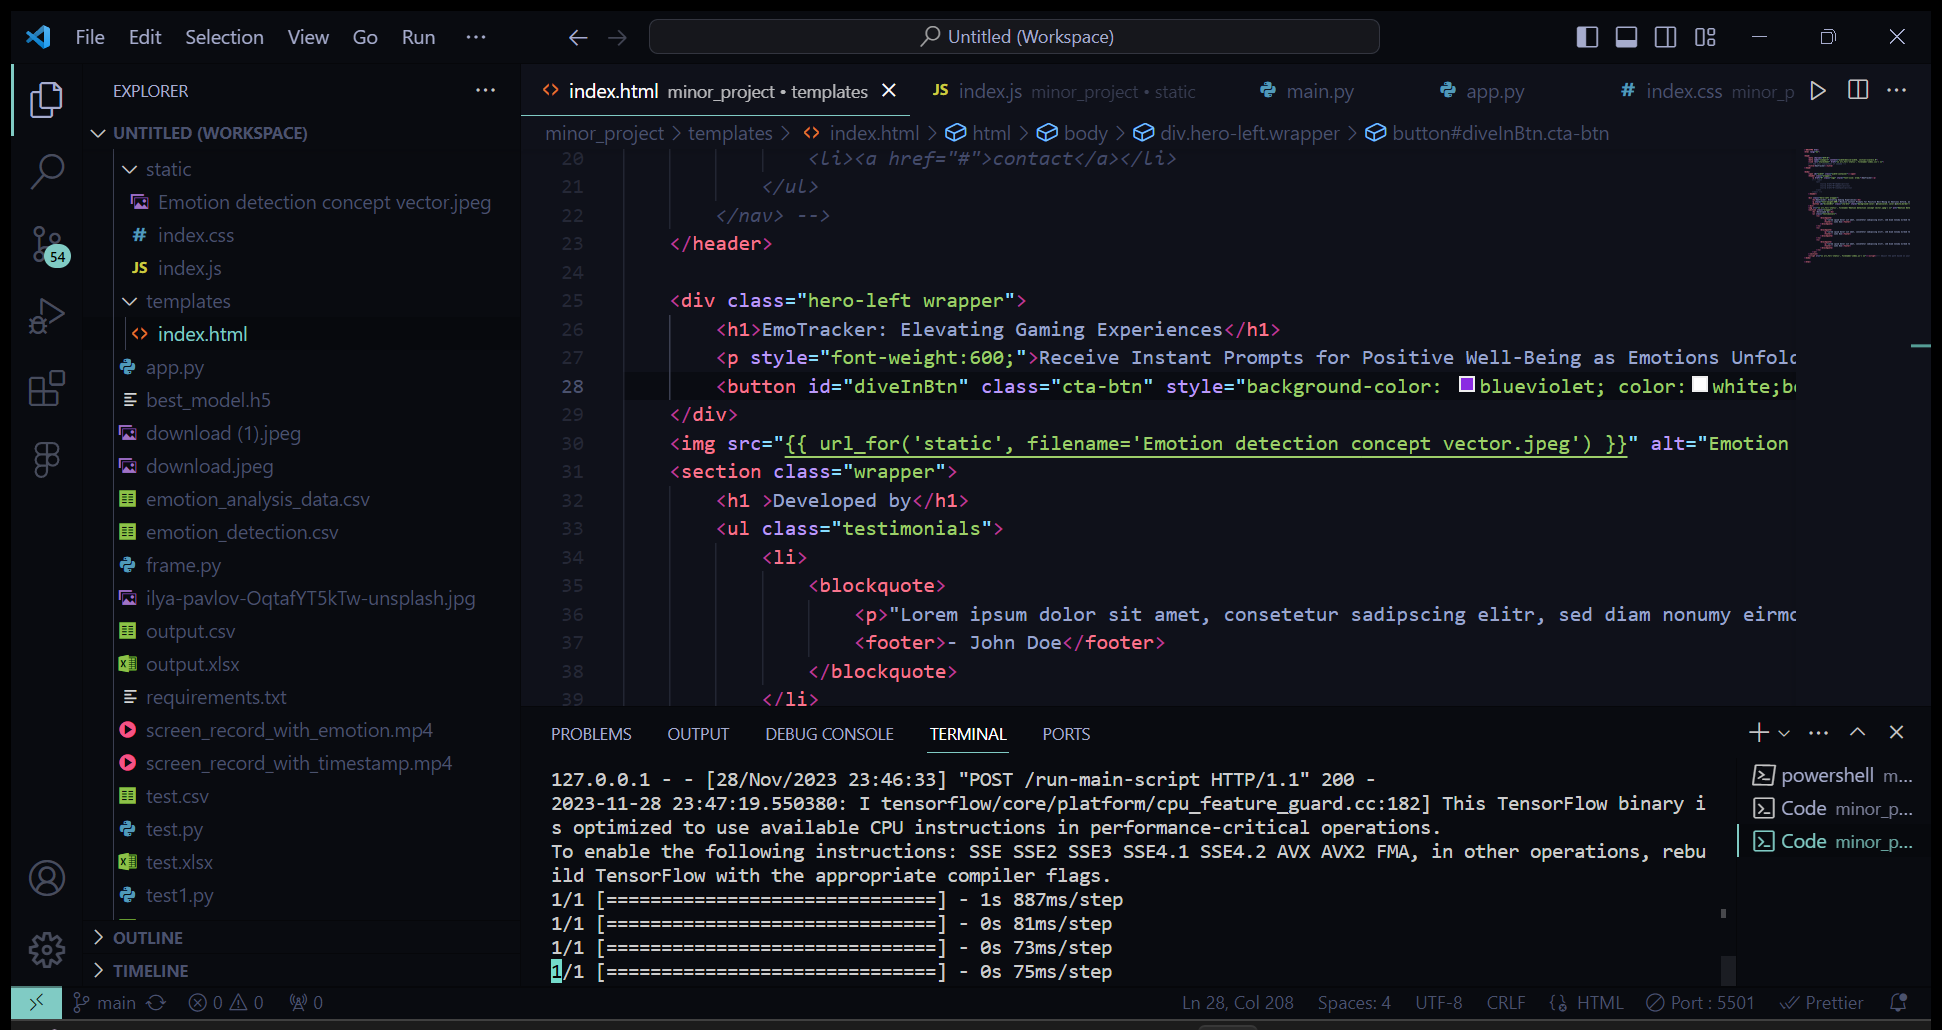 File Edit Selection View Go Run ...
Untitled (Workspace)
EXPLORER ...
UNTITLED (WORKSPACE)
static
Emotion detection concept vector.jpeg
# index.css
JS index.js
templates
<> index.html
app.py
best_model.h5
download (1).jpeg
download.jpeg
emotion_analysis_data.csv
emotion_detection.csv
frame.py
ilya-pavlov-OqtafYT5kTw-unsplash.jpg
output.csv
output.xlsx
requirements.txt
screen_record_with_emotion.mp4
screen_record_with_timestamp.mp4
test.csv
test.py
test.xlsx
test1.py
OUTLINE
TIMELINE
54
<> index.html minor_project • templates
JS index.js minor_project • static
main.py
app.py
# index.css minor_p
minor_project > templates > <> index.html > html > body > div.hero-left.wrapper > button#diveInBtn.cta-btn
20 <li><a href="#">contact</a></li>
21 </ul>
22 </nav> -->
23 </header>
24
25 <div class="hero-left wrapper">
26 <h1>EmoTracker: Elevating Gaming Experiences</h1>
27 <p style="font-weight:600;">Receive Instant Prompts for Positive Well-Being as Emotions Unfol
28 <button id="diveInBtn" class="cta-btn" style="background-color: blueviolet; color: white;b
29 </div>
30 <img src="{{ url_for('static', filename='Emotion detection concept vector.jpeg') }}" alt="Emotion
31 <section class="wrapper">
32 <h1 >Developed by</h1>
33 <ul class="testimonials">
34 <li>
35 <blockquote>
36 <p>"Lorem ipsum dolor sit amet, consetetur sadipscing elitr, sed diam nonumy eirm
37 <footer>- John Doe</footer>
38 </blockquote>
39 </li>
PROBLEMS OUTPUT DEBUG CONSOLE TERMINAL PORTS
127.0.0.1 - - [28/Nov/2023 23:46:33] "POST /run-main-script HTTP/1.1" 200 -
2023-11-28 23:47:19.550380: I tensorflow/core/platform/cpu_feature_guard.cc:182] This TensorFlow binary i
s optimized to use available CPU instructions in performance-critical operations.
To enable the following instructions: SSE SSE2 SSE3 SSE4.1 SSE4.2 AVX AVX2 FMA, in other operations, rebu
ild TensorFlow with the appropriate compiler flags.
1/1 [==============================] - 1s 887ms/step
1/1 [==============================] - 0s 81ms/step
1/1 [==============================] - 0s 73ms/step
1/1 [==============================] - 0s 75ms/step
powershell m...
Code minor_p...
Code minor_p...
main 0 0 0
Ln 28, Col 208 Spaces: 4 UTF-8 CRLF HTML Port : 5501 Prettier